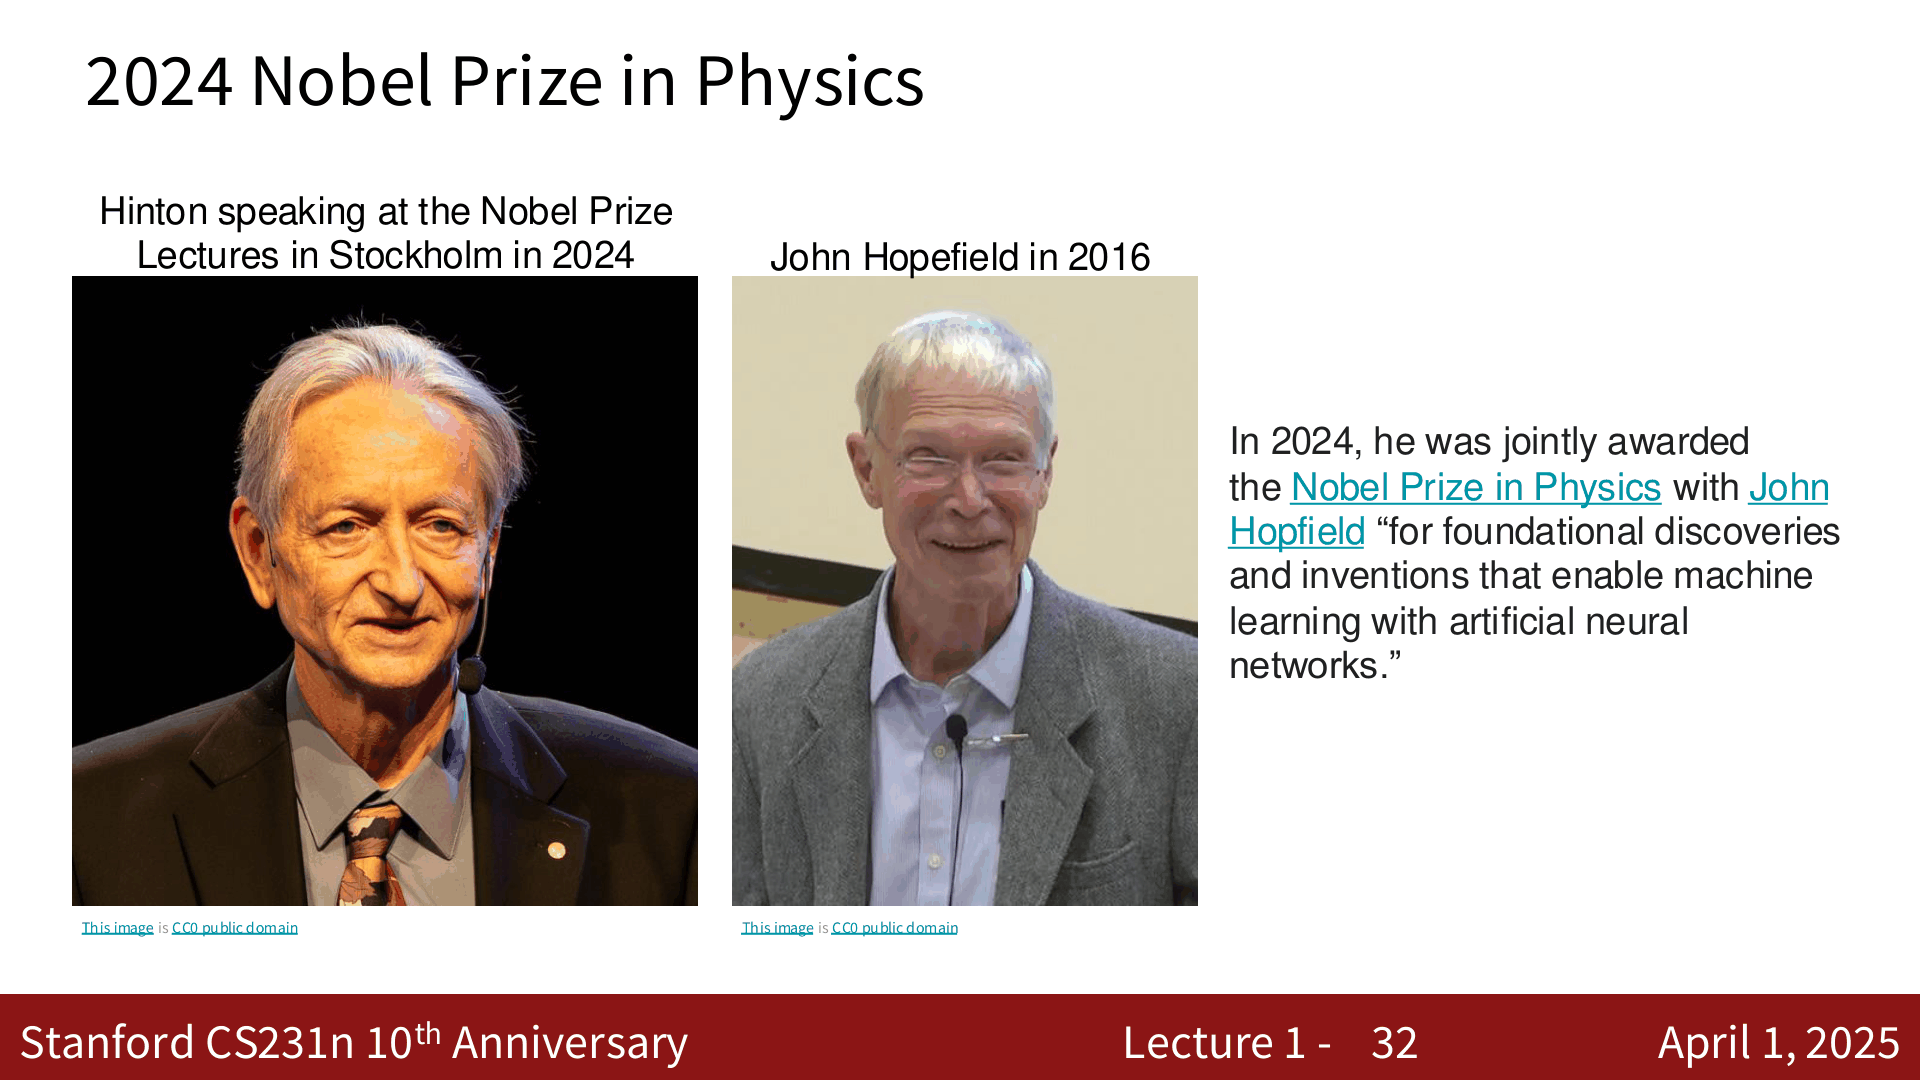 2024 Nobel Prize in Physics
Hinton speaking at the Nobel Prize
Lectures in Stockholm in 2024
John Hopefield in 2016
In 2024, he was jointly awarded
the Nobel Prize in Physics with John
Hopfield “for foundational discoveries
and inventions that enable machine
learning with artificial neural
networks.”
This image is CC0 public domain
This image is CC0 public domain
Stanford CS231n 10th Anniversary
Lecture 1 - 32
April 1, 2025